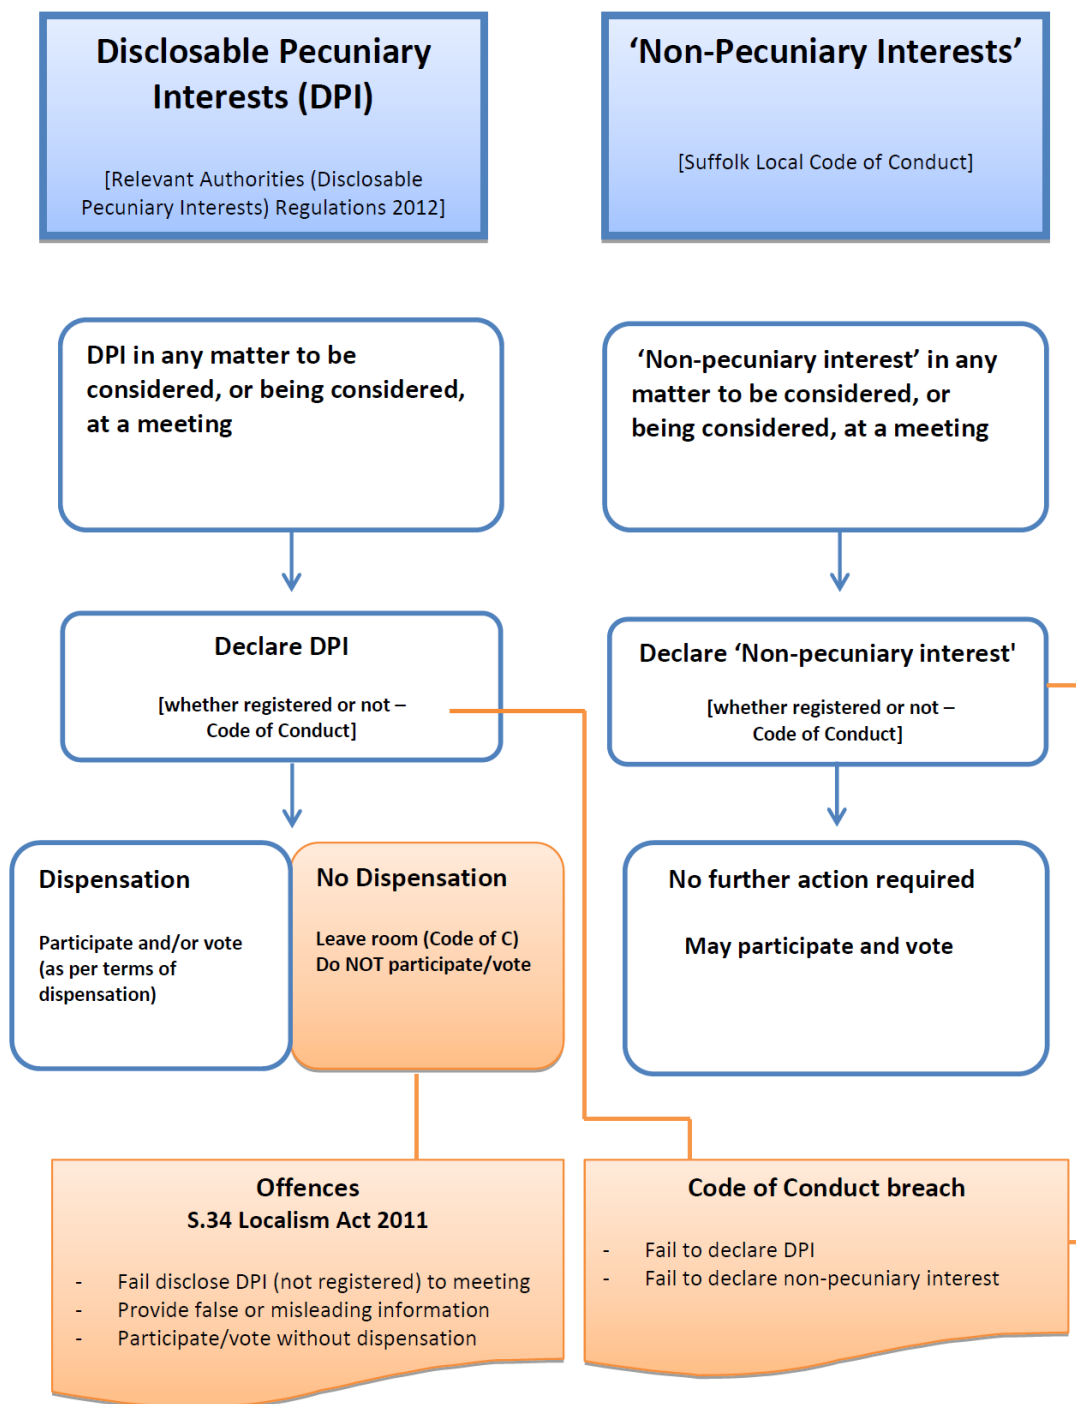 Disclosable Pecuniary
Interests (DPI)
[Relevant Authorities (Disclosable
Pecuniary Interests) Regulations 2012]
‘Non-Pecuniary Interests’
[Suffolk Local Code of Conduct]
DPI in any matter to be
considered, or being considered,
at a meeting
‘Non-pecuniary interest’ in any
matter to be considered, or
being considered, at a meeting
Declare DPI
[whether registered or not –
Code of Conduct]
Declare ‘Non-pecuniary interest'
[whether registered or not –
Code of Conduct]
Dispensation
Participate and/or vote
(as per terms of
dispensation)
No Dispensation
Leave room (Code of C)
Do NOT participate/vote
No further action required
May participate and vote
Offences
S.34 Localism Act 2011
- Fail disclose DPI (not registered) to meeting
- Provide false or misleading information
- Participate/vote without dispensation
Code of Conduct breach
- Fail to declare DPI
- Fail to declare non-pecuniary interest